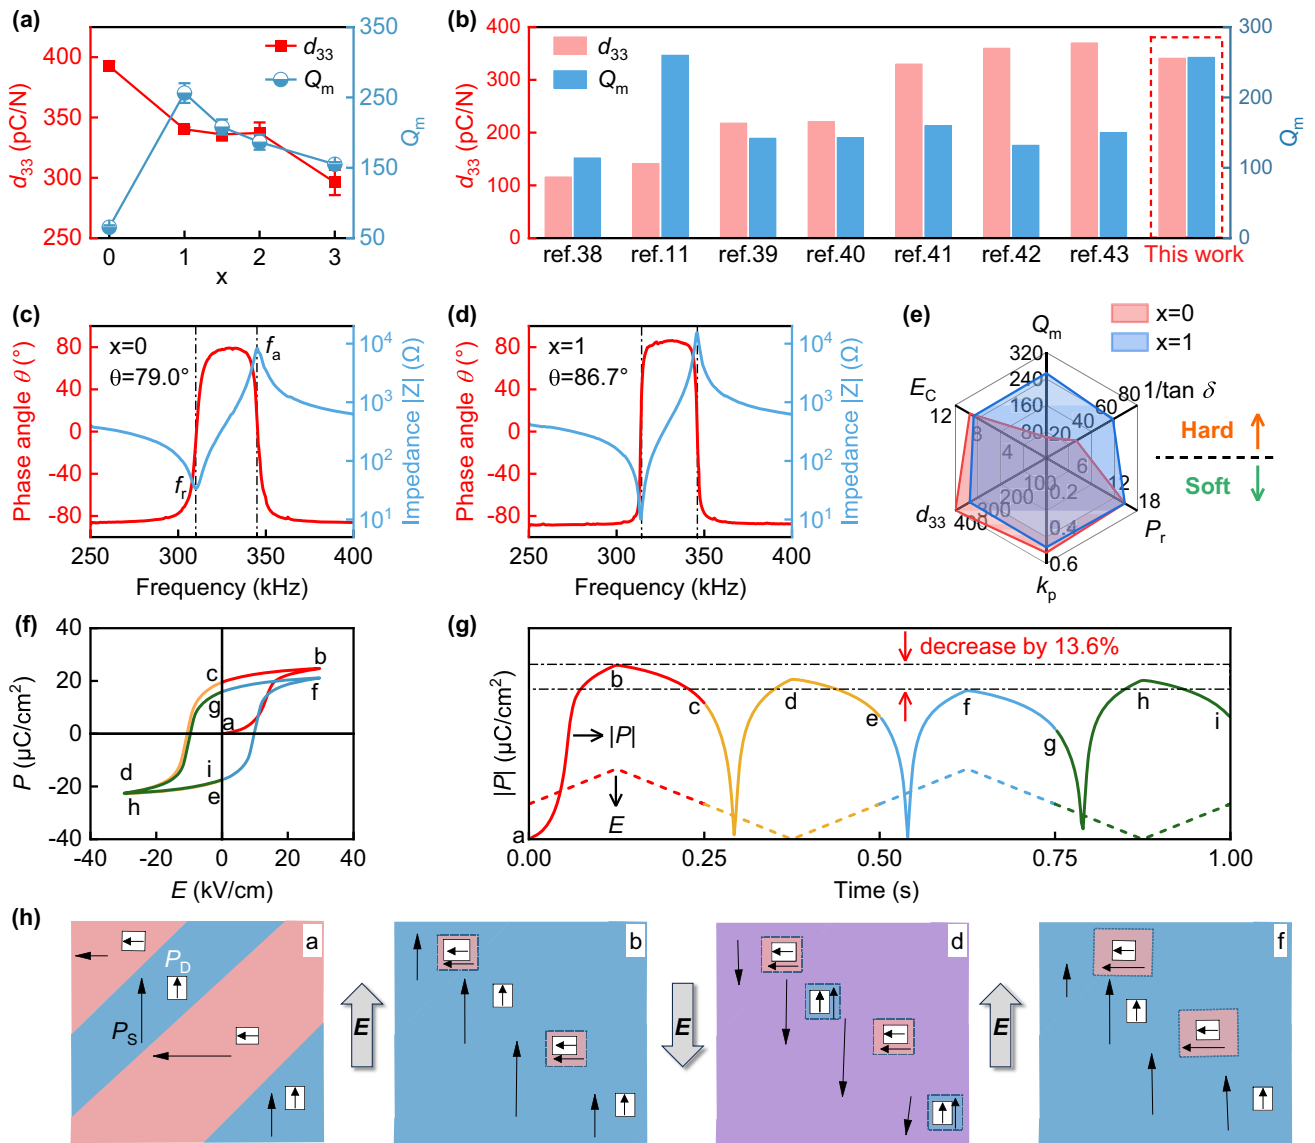 (a)
400
350
300
250
d33 (pC/N)
350
250
150
50
Qm
d33
Qm
0 1 2 3
x
(b)
400
300
200
100
0
d33 (pC/N)
300
200
100
0
Qm
d33
Qm
ref.38 ref.11 ref.39 ref.40 ref.41 ref.42 ref.43 This work
(c)
80
40
0
-40
-80
Phase angle θ (°)
x=0
θ=79.0°
fa
fr
10^4
10^3
10^2
10^1
Impedance |Z| (Ω)
250 300 350 400
Frequency (kHz)
(d)
80
40
0
-40
-80
Phase angle θ (°)
x=1
θ=86.7°
10^4
10^3
10^2
10^1
Impedance |Z| (Ω)
250 300 350 400
Frequency (kHz)
(e)
x=0
x=1
Qm
320
240
160
80
1/tan δ
80
60
40
20
Pr
18
12
6
kp
0.6
0.4
0.2
d33
400
300
200
100
EC
12
8
4
Hard
Soft
(f)
40
20
0
-20
-40
P (μC/cm²)
-40 -20 0 20 40
E (kV/cm)
b
c
f
g
a
d
i
h
e
(g)
|P| (μC/cm²)
decrease by 13.6%
b
c
d
e
f
g
h
i
|P|
E
a
0.00 0.25 0.50 0.75 1.00
Time (s)
(h)
a
PD
PS
E
b
E
d
E
f